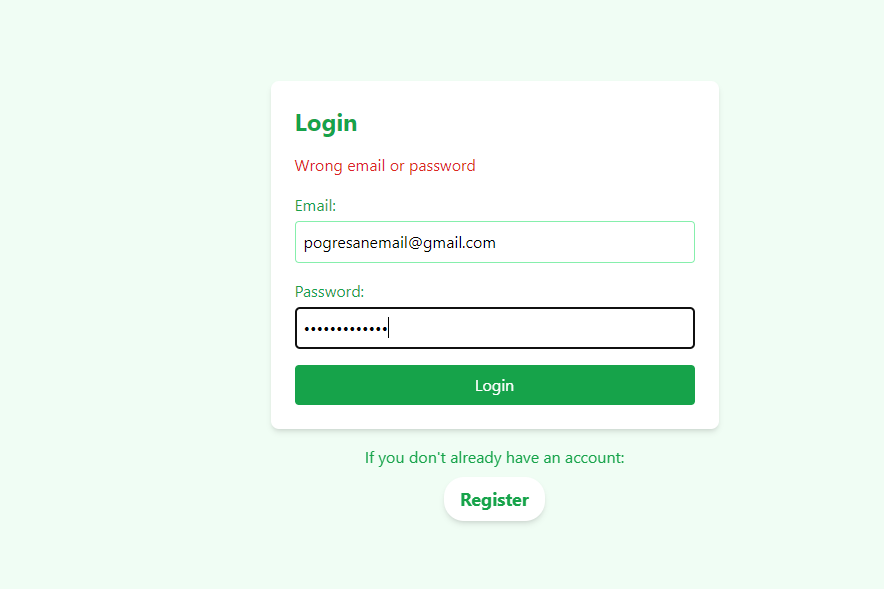 Login
Wrong email or password
Email:
pogresanemail@gmail.com
Password:
•••••••••••••
Login
If you don't already have an account:
Register